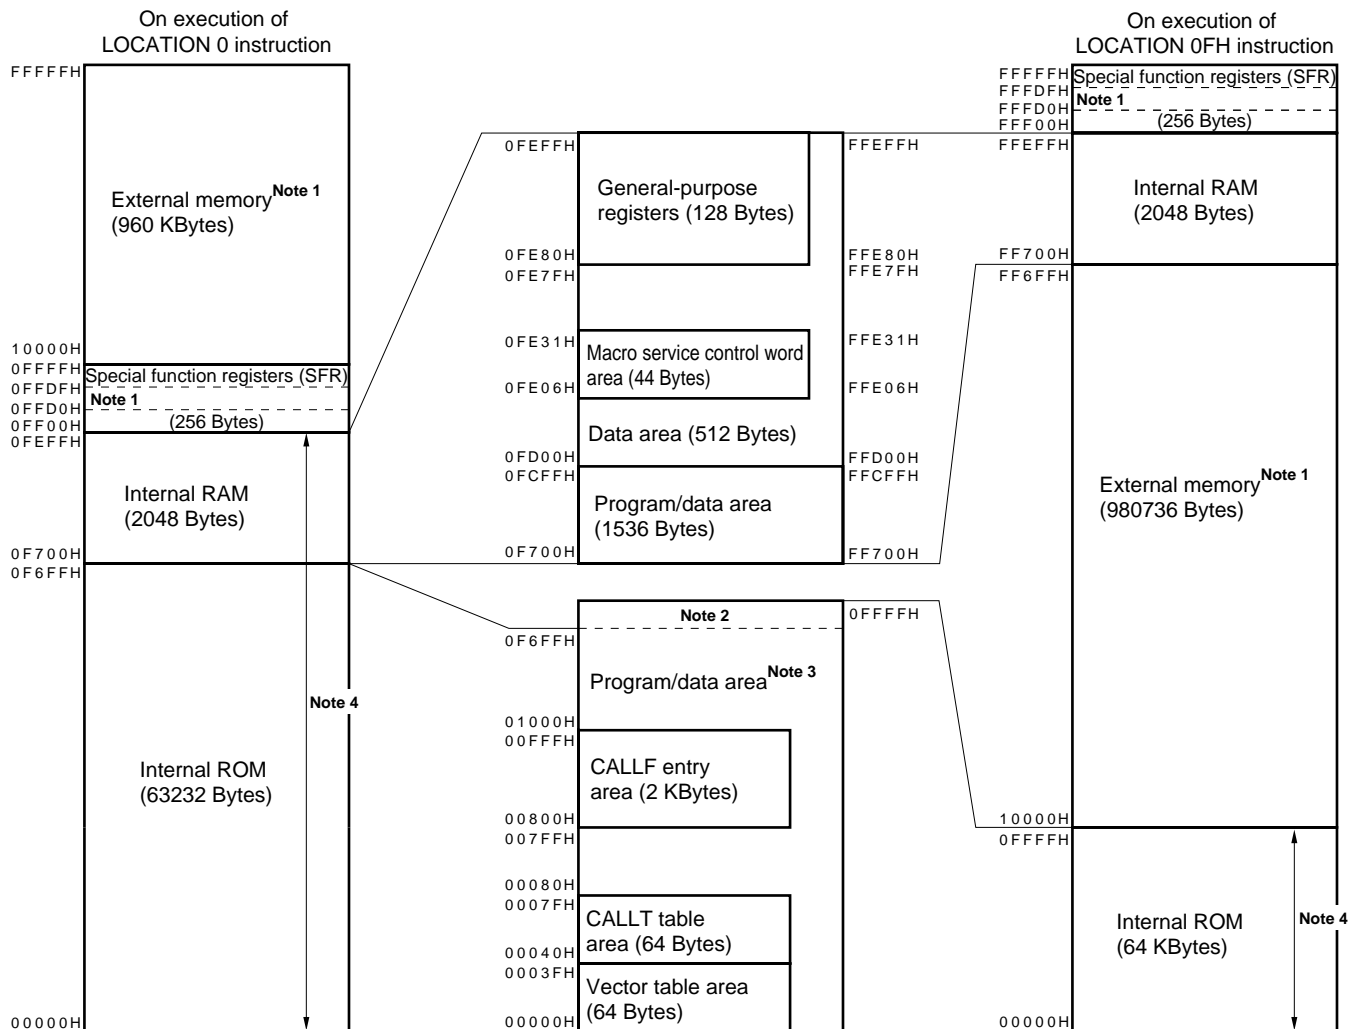 On execution of
LOCATION 0 instruction
FFFFFH
External memory Note 1
(960 KBytes)
10000H
0FFFFH
Special function registers (SFR)
0FFDFH
Note 1
0FFD0H
(256 Bytes)
0FF00H
0FEFFH
Internal RAM
(2048 Bytes)
0F700H
0F6FFH
Note 4
Internal ROM
(63232 Bytes)
00000H
0FEFFH
General-purpose
registers (128 Bytes)
0FE80H
0FE7FH
0FE31H
Macro service control word
area (44 Bytes)
0FE06H
Data area (512 Bytes)
0FD00H
0FCFFH
Program/data area
(1536 Bytes)
0F700H
FFEFFH
FFE80H
FFE7FH
FFE31H
FFE06H
FFD00H
FFCFFH
FF700H
Note 2
0FFFFH
0F6FFH
Program/data area Note 3
01000H
00FFFH
CALLF entry
area (2 KBytes)
00800H
007FFH
00080H
0007FH
CALLT table
area (64 Bytes)
00040H
0003FH
Vector table area
(64 Bytes)
00000H
On execution of
LOCATION 0FH instruction
FFFFFH
Special function registers (SFR)
FFFDFH
Note 1
FFFD0H
(256 Bytes)
FFF00H
FFEFFH
Internal RAM
(2048 Bytes)
FF700H
FF6FFH
External memory Note 1
(980736 Bytes)
10000H
0FFFFH
Internal ROM
(64 KBytes)
Note 4
00000H